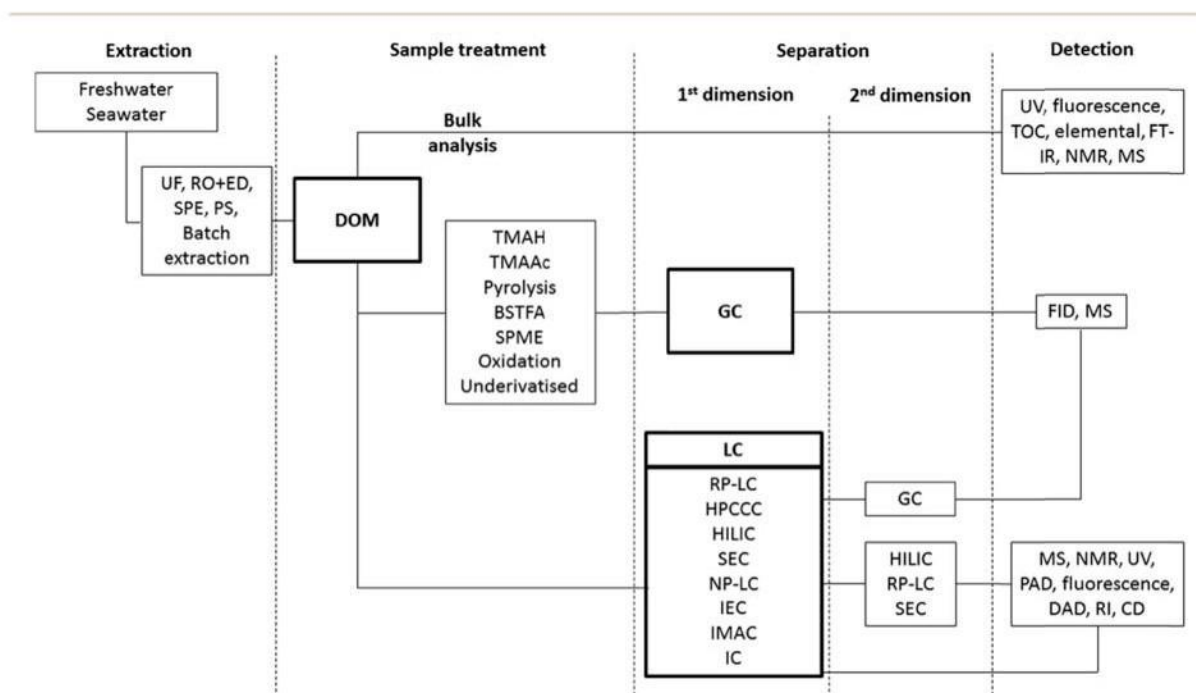 Extraction
Sample treatment
Separation
Detection
1st dimension
2nd dimension
Freshwater
Seawater
UF, RO+ED,
SPE, PS,
Batch
extraction
Bulk
analysis
DOM
TMAH
TMAAc
Pyrolysis
BSTFA
SPME
Oxidation
Underivatised
GC
LC
RP-LC
HPCCC
HILIC
SEC
NP-LC
IEC
IMAC
IC
GC
HILIC
RP-LC
SEC
UV, fluorescence,
TOC, elemental, FT-
IR, NMR, MS
FID, MS
MS, NMR, UV,
PAD, fluorescence,
DAD, RI, CD